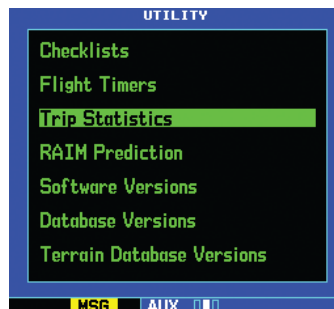 UTILITY
Checklists
Flight Timers
Trip Statistics
RAIM Prediction
Software Versions
Database Versions
Terrain Database Versions
MSG AUX